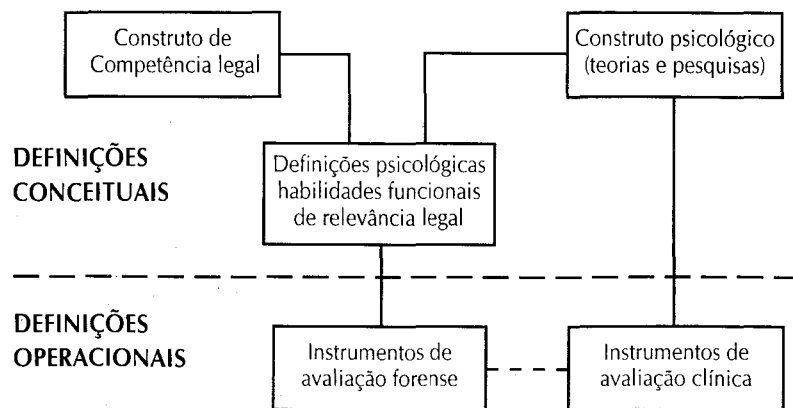 Construto de
Competência legal
Construto psicológico
(teorias e pesquisas)
DEFINIÇÕES
CONCEITUAIS
Definições psicológicas
habilidades funcionais
de relevância legal
DEFINIÇÕES
OPERACIONAIS
Instrumentos de
avaliação forense
Instrumentos de
avaliação clínica